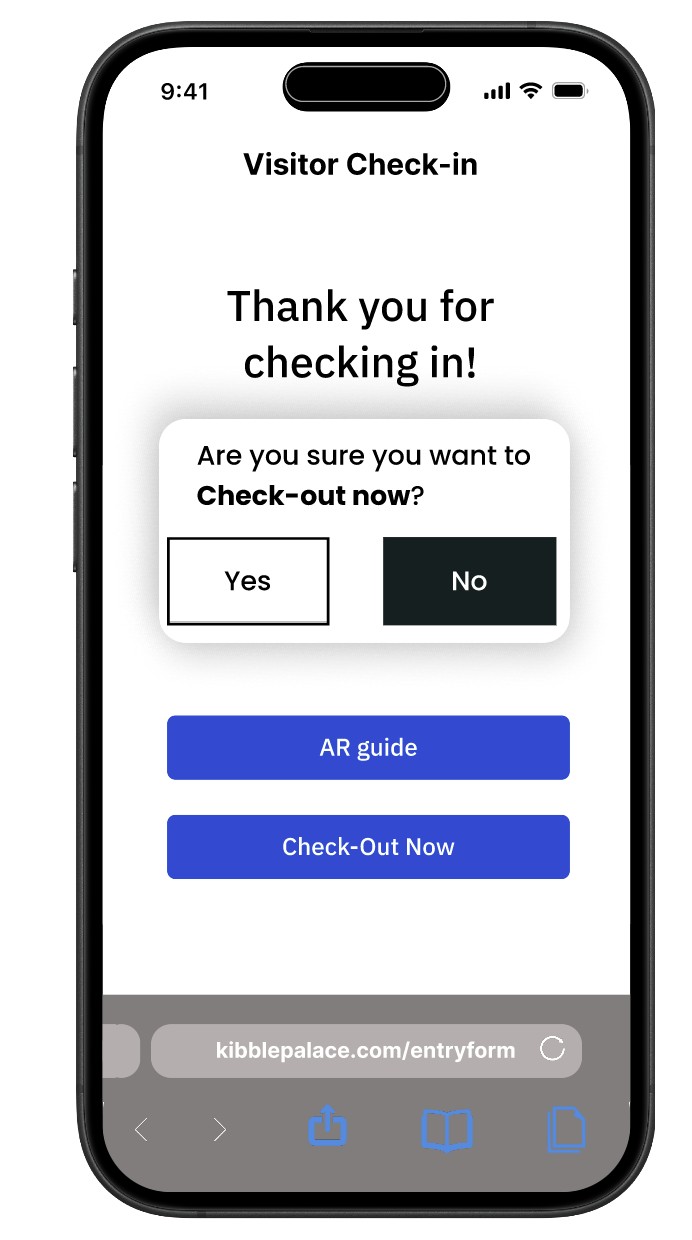 9:41
Visitor Check-in
Thank you for
checking in!
Are you sure you want to
Check-out now?
Yes
No
AR guide
Check-Out Now
kibblepalace.com/entryform